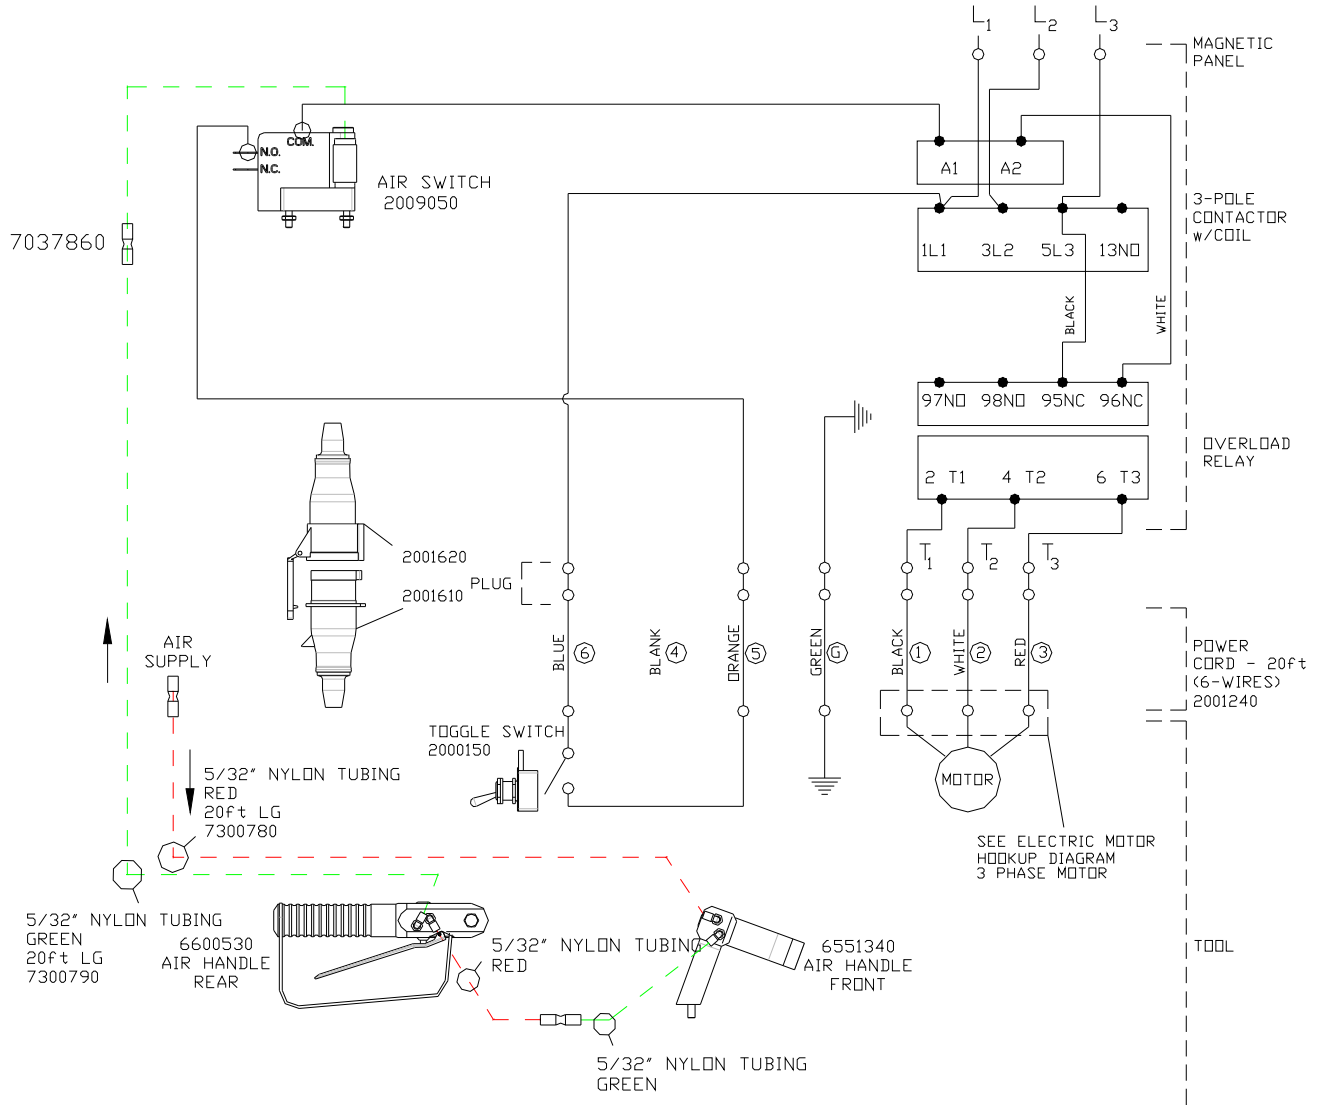 L1 L2 L3
MAGNETIC
PANEL
COM.
N.O.
N.C.
AIR SWITCH
2009050
A1 A2
3-POLE
CONTACTOR
W/COIL
7037860
1L1 3L2 5L3 13NO
BLACK
WHITE
97NO 98NO 95NC 96NC
OVERLOAD
RELAY
2 T1 4 T2 6 T3
T1 T2 T3
2001620
PLUG
2001610
BLUE 6
BLANK 4
ORANGE 5
GREEN G
BLACK 1
WHITE 2
RED 3
POWER
CORD - 20ft
(6-WIRES)
2001240
AIR
SUPPLY
TOGGLE SWITCH
2000150
5/32" NYLON TUBING
RED
20ft LG
7300780
MOTOR
SEE ELECTRIC MOTOR
HOOKUP DIAGRAM
3 PHASE MOTOR
5/32" NYLON TUBING
GREEN
20ft LG
7300790
6600530
AIR HANDLE
REAR
5/32" NYLON TUBING
RED
6551340
AIR HANDLE
FRONT
TOOL
5/32" NYLON TUBING
GREEN